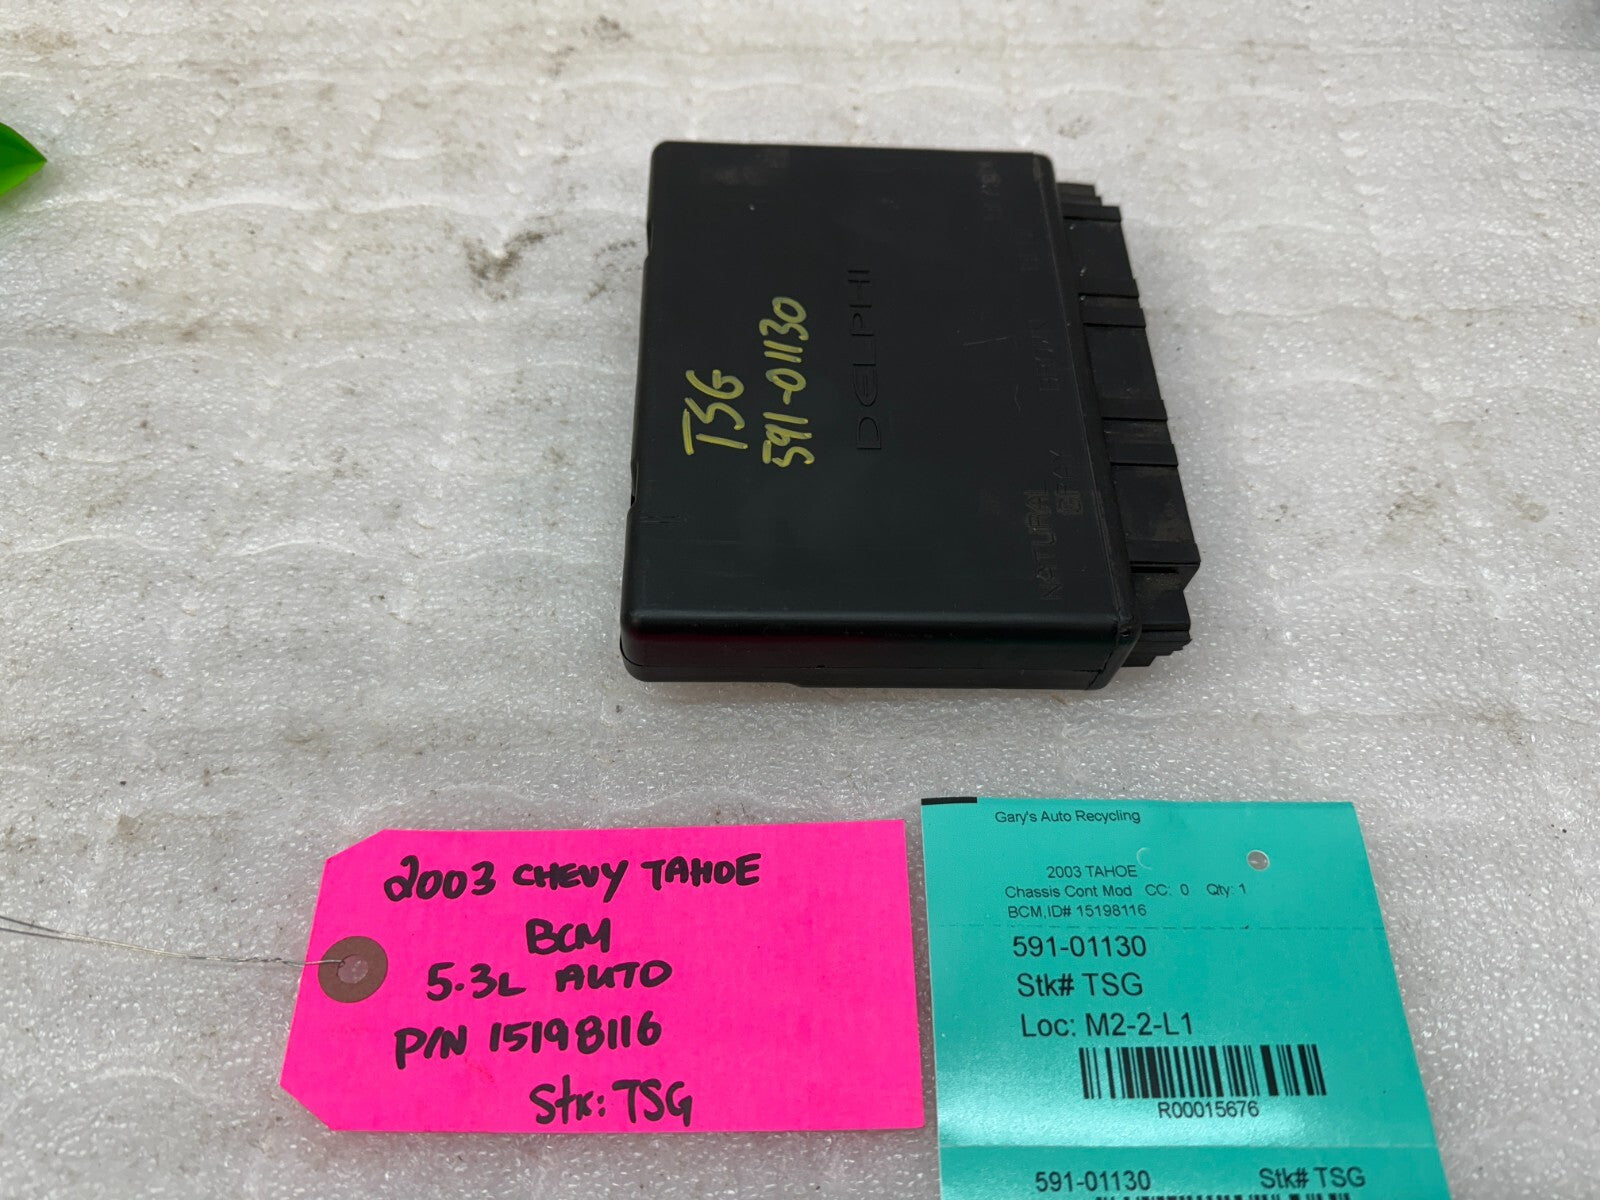 TSG
591-01130
DELPHI
BROWN
NATURAL
GRAY
2003 CHEVY TAHOE
BCM
5.3L AUTO
P/N 15198116
Stk: TSG
Gary's Auto Recycling
2003 TAHOE
Chassis Cont Mod CC: 0 Qty: 1
BCM,ID# 15198116
591-01130
Stk# TSG
Loc: M2-2-L1
R00015676
591-01130 Stk# TSG